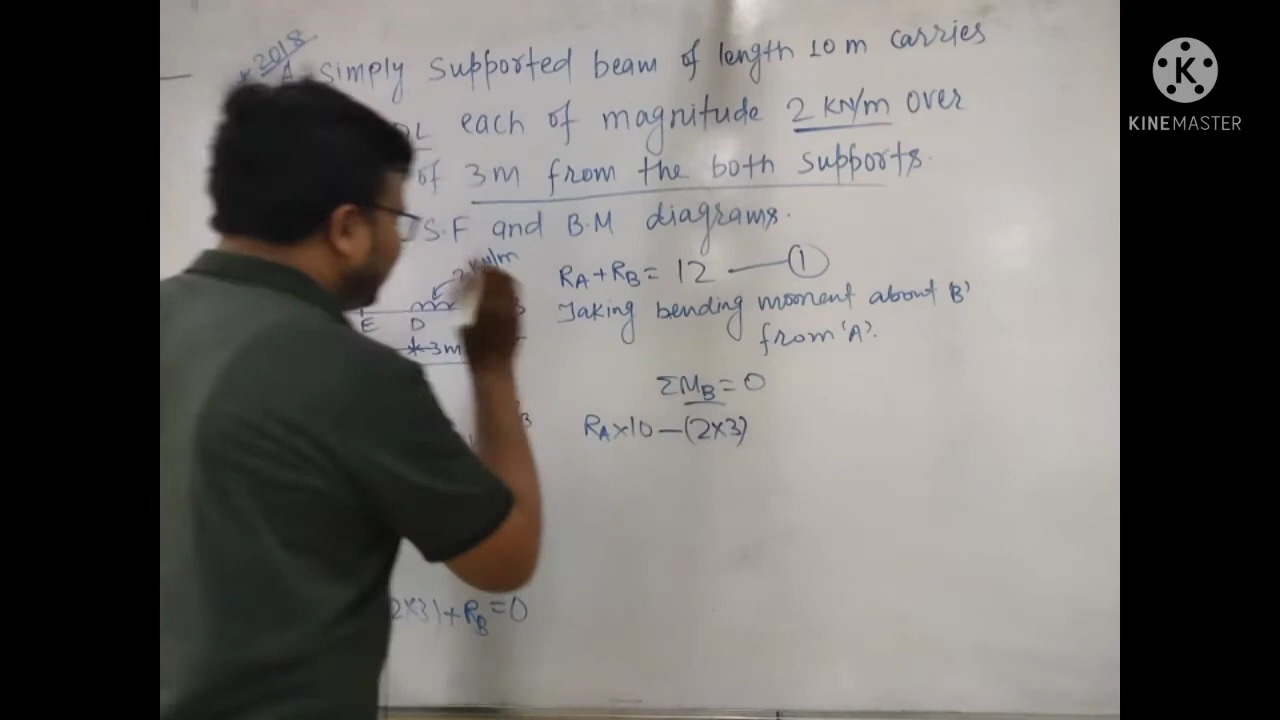 2018
A simply supported beam of length 10m carries
each of magnitude 2 KN/m over
of 3m from the both supports.
S.F and B.M diagrams.
2 KN/m
E D B
3m
RA+RB = 12 — 1
Taking bending moment about 'B'
from 'A'.
ΣMB = 0
RA×10 — (2×3)
2×3)+RB=0
K
KINEMASTER